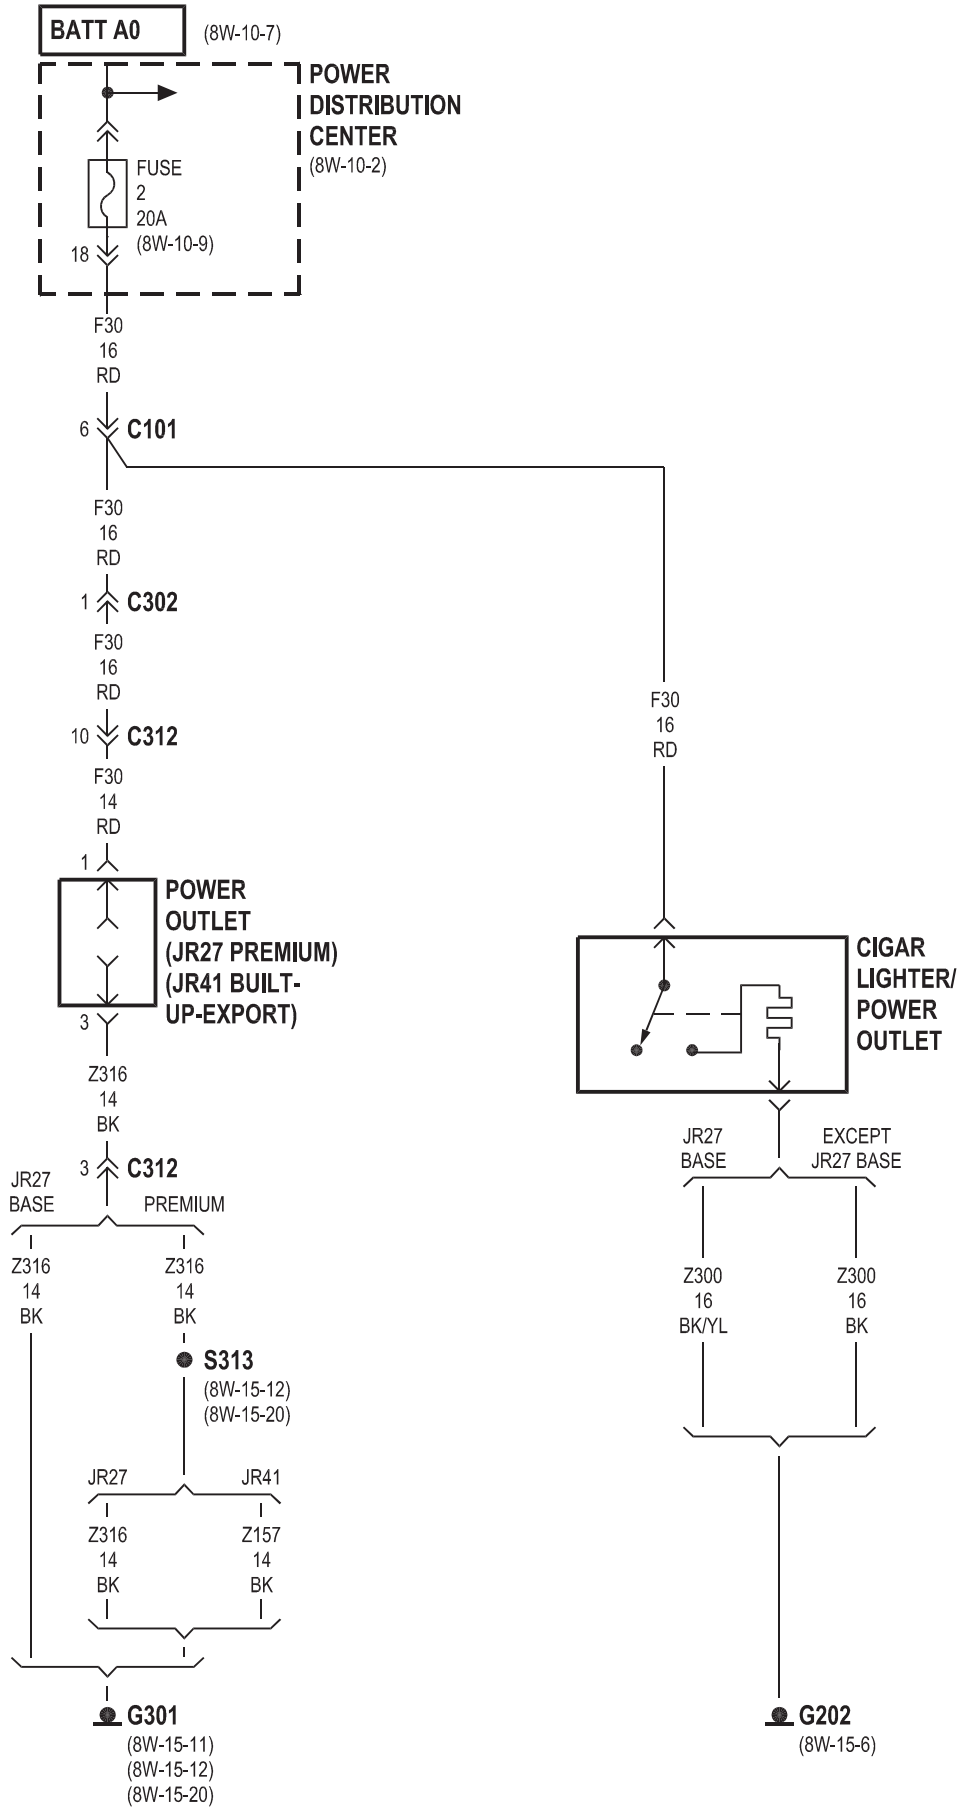 BATT A0
(8W-10-7)
POWER
DISTRIBUTION
CENTER
(8W-10-2)
FUSE
2
20A
(8W-10-9)
18
F30
16
RD
6
C101
F30
16
RD
1
C302
F30
16
RD
10
C312
F30
14
RD
1
POWER
OUTLET
(JR27 PREMIUM)
(JR41 BUILT-
UP-EXPORT)
3
Z316
14
BK
3
C312
JR27
BASE
PREMIUM
Z316
14
BK
Z316
14
BK
S313
(8W-15-12)
(8W-15-20)
JR27
JR41
Z316
14
BK
Z157
14
BK
G301
(8W-15-11)
(8W-15-12)
(8W-15-20)
F30
16
RD
CIGAR
LIGHTER/
POWER
OUTLET
JR27
BASE
EXCEPT
JR27 BASE
Z300
16
BK/YL
Z300
16
BK
G202
(8W-15-6)